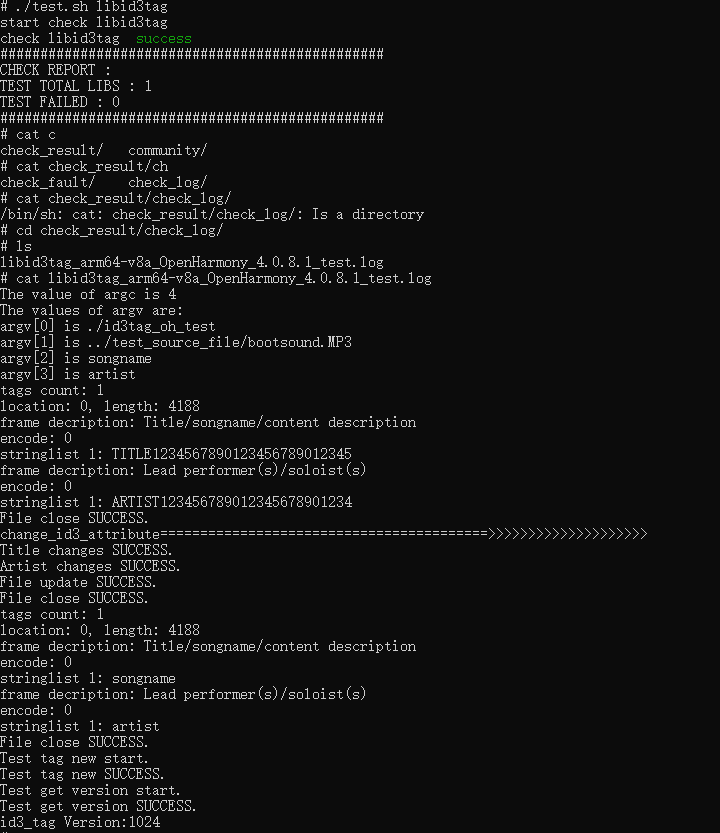 # ./test.sh libid3tag
start check libid3tag
check libid3tag  success
################################################
CHECK REPORT :
TEST TOTAL LIBS : 1
TEST FAILED : 0
################################################
# cat c
check_result/   community/
# cat check_result/ch
check_fault/    check_log/
# cat check_result/check_log/
/bin/sh: cat: check_result/check_log/: Is a directory
# cd check_result/check_log/
# ls
libid3tag_arm64-v8a_OpenHarmony_4.0.8.1_test.log
# cat libid3tag_arm64-v8a_OpenHarmony_4.0.8.1_test.log
The value of argc is 4
The values of argv are:
argv[0] is ./id3tag_oh_test
argv[1] is ../test_source_file/bootsound.MP3
argv[2] is songname
argv[3] is artist
tags count: 1
location: 0, length: 4188
frame decription: Title/songname/content description
encode: 0
stringlist 1: TITLE1234567890123456789012345
frame decription: Lead performer(s)/soloist(s)
encode: 0
stringlist 1: ARTIST123456789012345678901234
File close SUCCESS.
change_id3_attribute=========================================>>>>>>>>>>>>>>>>>>>>
Title changes SUCCESS.
Artist changes SUCCESS.
File update SUCCESS.
File close SUCCESS.
tags count: 1
location: 0, length: 4188
frame decription: Title/songname/content description
encode: 0
stringlist 1: songname
frame decription: Lead performer(s)/soloist(s)
encode: 0
stringlist 1: artist
File close SUCCESS.
Test tag new start.
Test tag new SUCCESS.
Test get version start.
Test get version SUCCESS.
id3_tag Version:1024